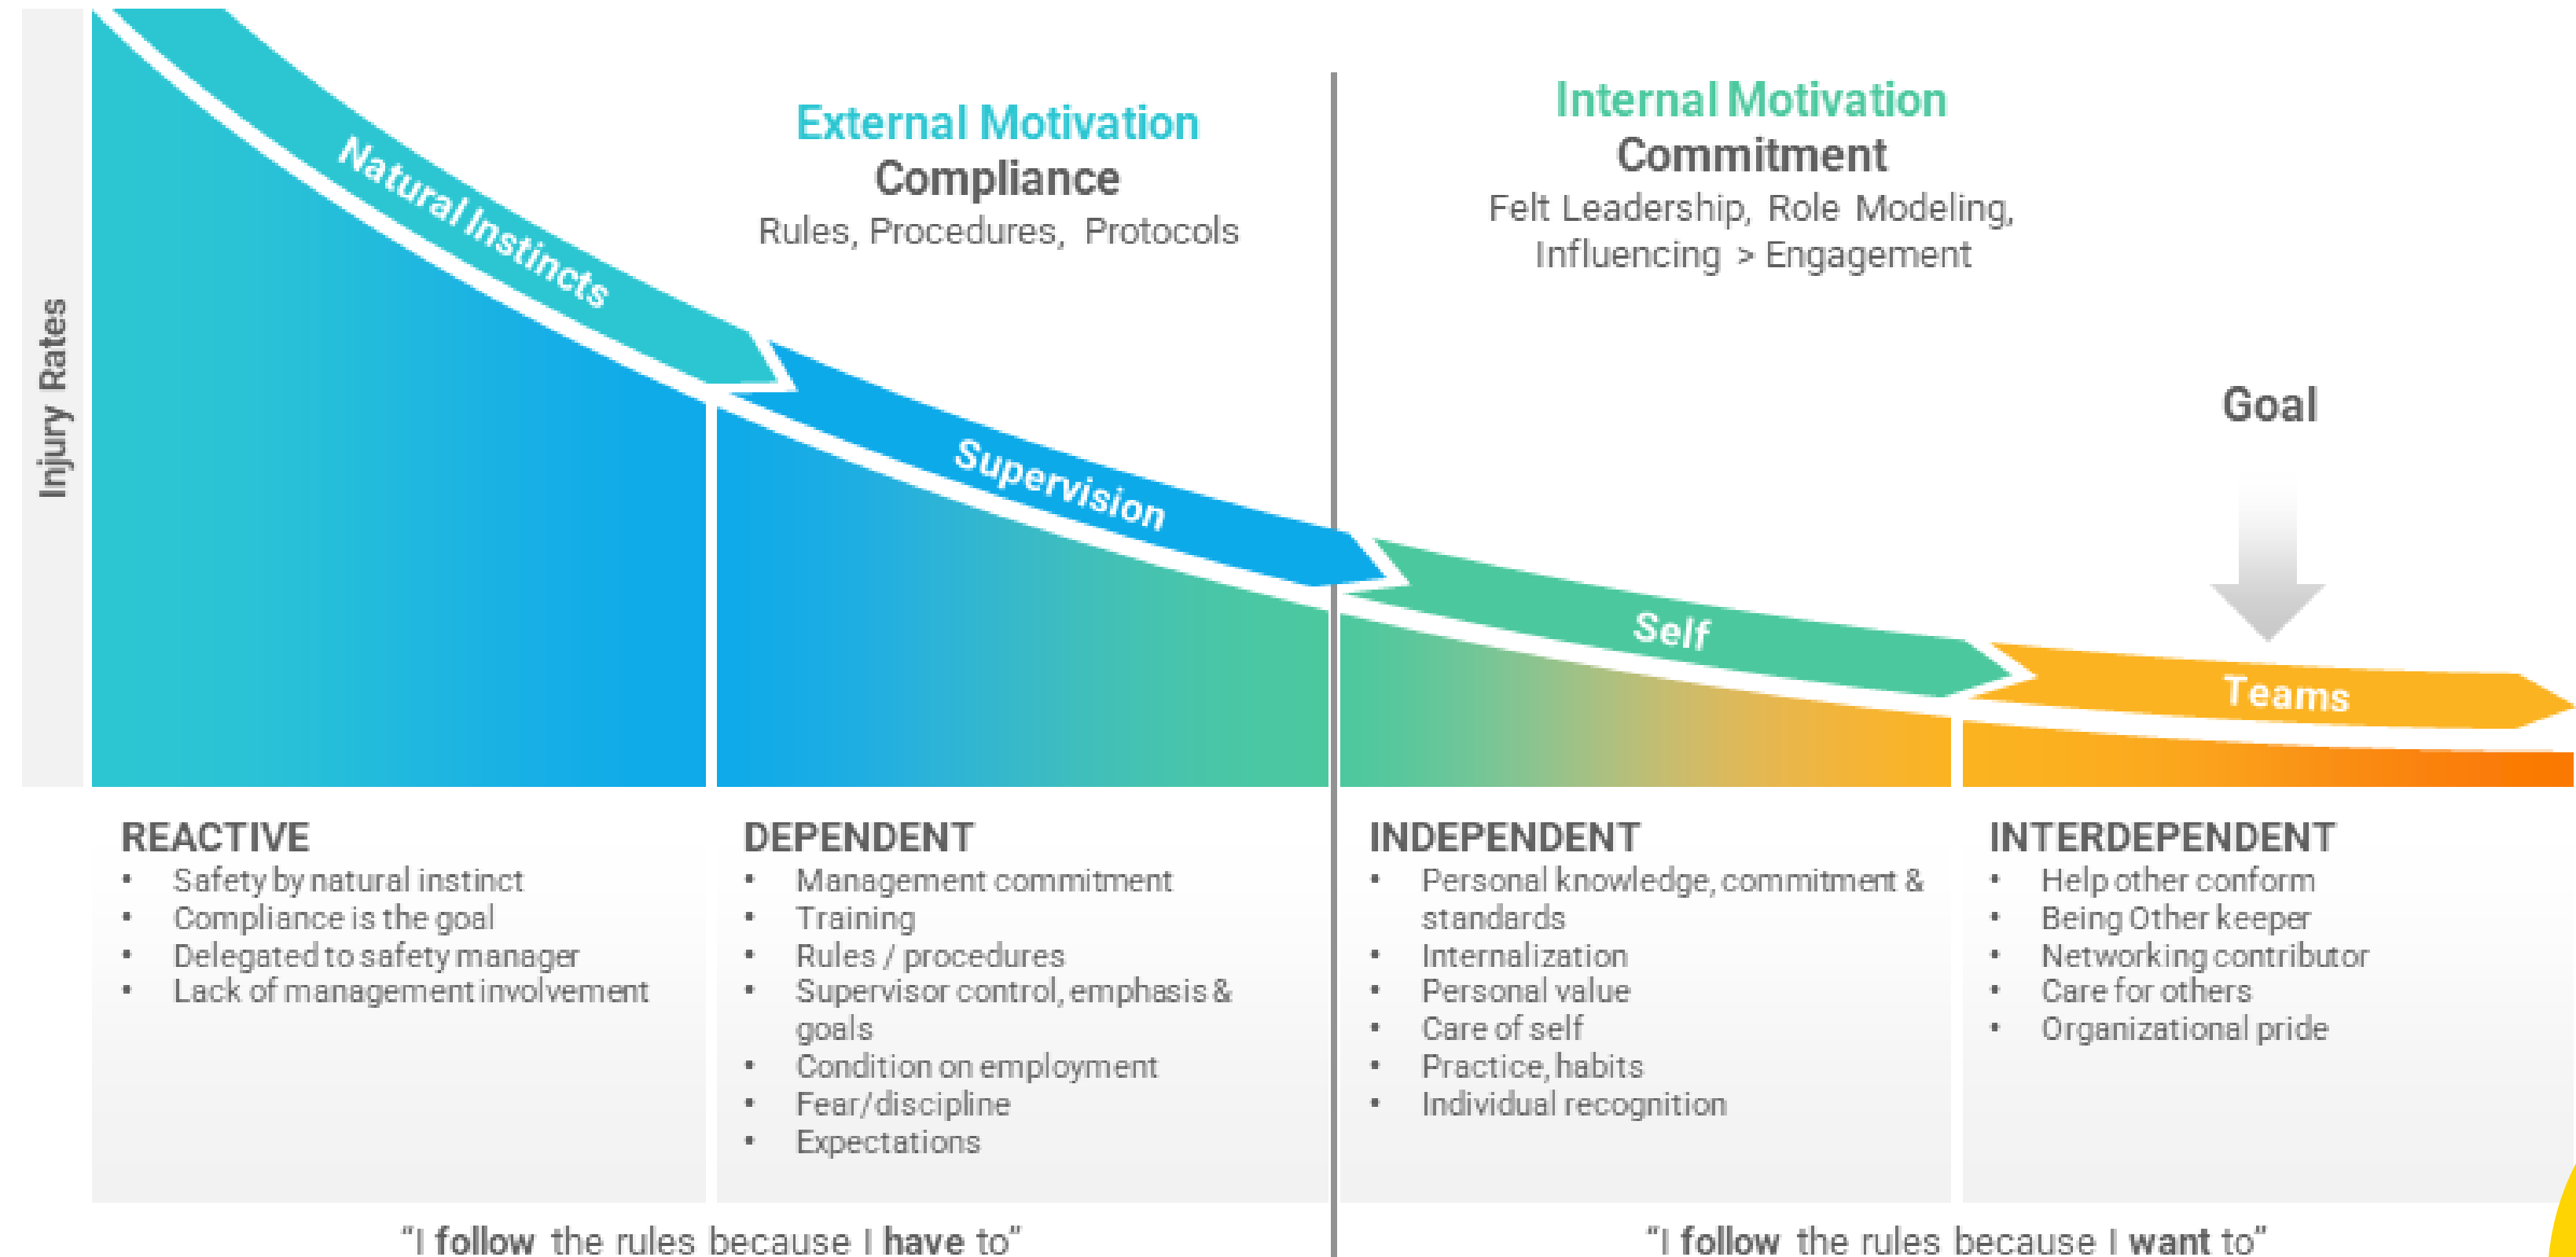 External Motivation
Compliance
Rules, Procedures, Protocols
Internal Motivation
Commitment
Felt Leadership, Role Modeling,
Influencing > Engagement
Goal
Injury Rates
Natural Instincts
Supervision
Self
Teams
REACTIVE
• Safety by natural instinct
• Compliance is the goal
• Delegated to safety manager
• Lack of management involvement
DEPENDENT
• Management commitment
• Training
• Rules / procedures
• Supervisor control, emphasis &
goals
• Condition on employment
• Fear/discipline
• Expectations
INDEPENDENT
• Personal knowledge, commitment &
standards
• Internalization
• Personal value
• Care of self
• Practice, habits
• Individual recognition
INTERDEPENDENT
• Help other conform
• Being Other keeper
• Networking contributor
• Care for others
• Organizational pride
“I follow the rules because I have to”
“I follow the rules because I want to”